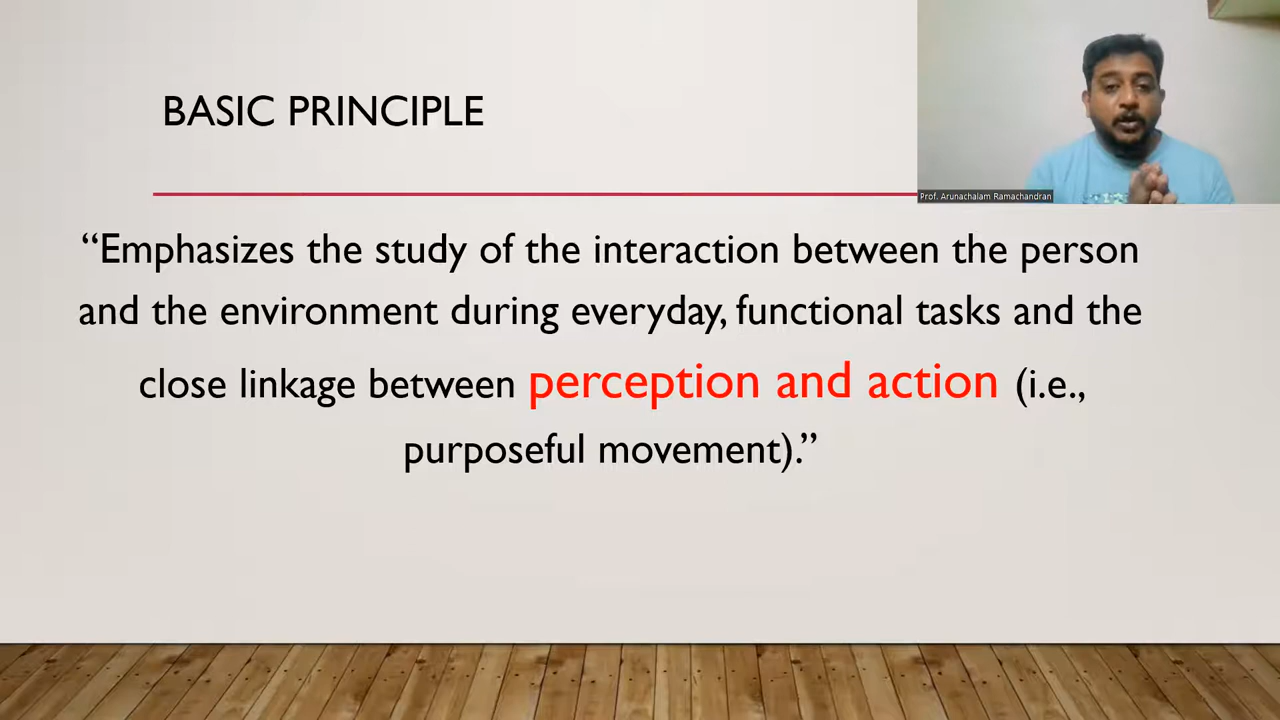 BASIC PRINCIPLE
Prof. Arunachalam Ramachandran
“Emphasizes the study of the interaction between the person
and the environment during everyday, functional tasks and the
close linkage between perception and action (i.e.,
purposeful movement).”